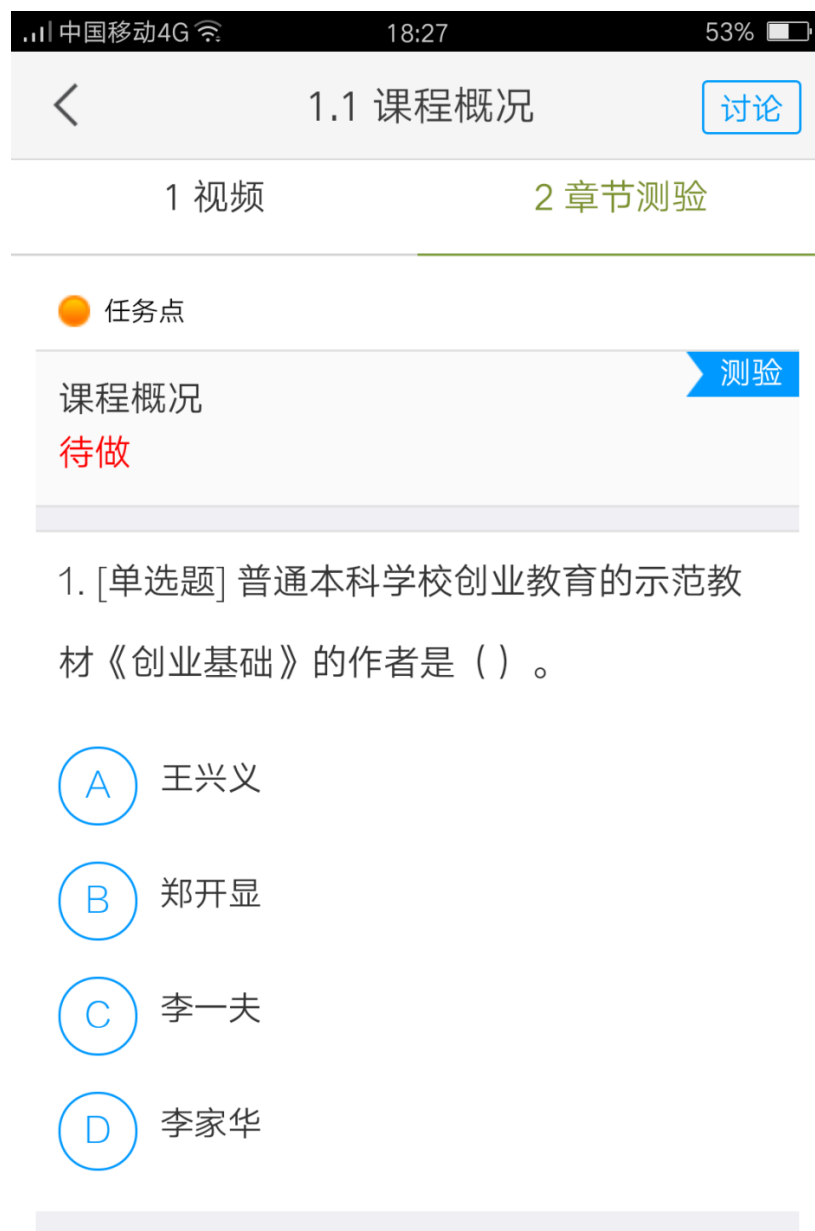 中国移动4G 18:27 53%
1.1 课程概况 讨论
1 视频 2 章节测验
任务点
测验
课程概况
待做
1. [单选题] 普通本科学校创业教育的示范教
材《创业基础》的作者是（）。
A 王兴义
B 郑开显
C 李一夫
D 李家华